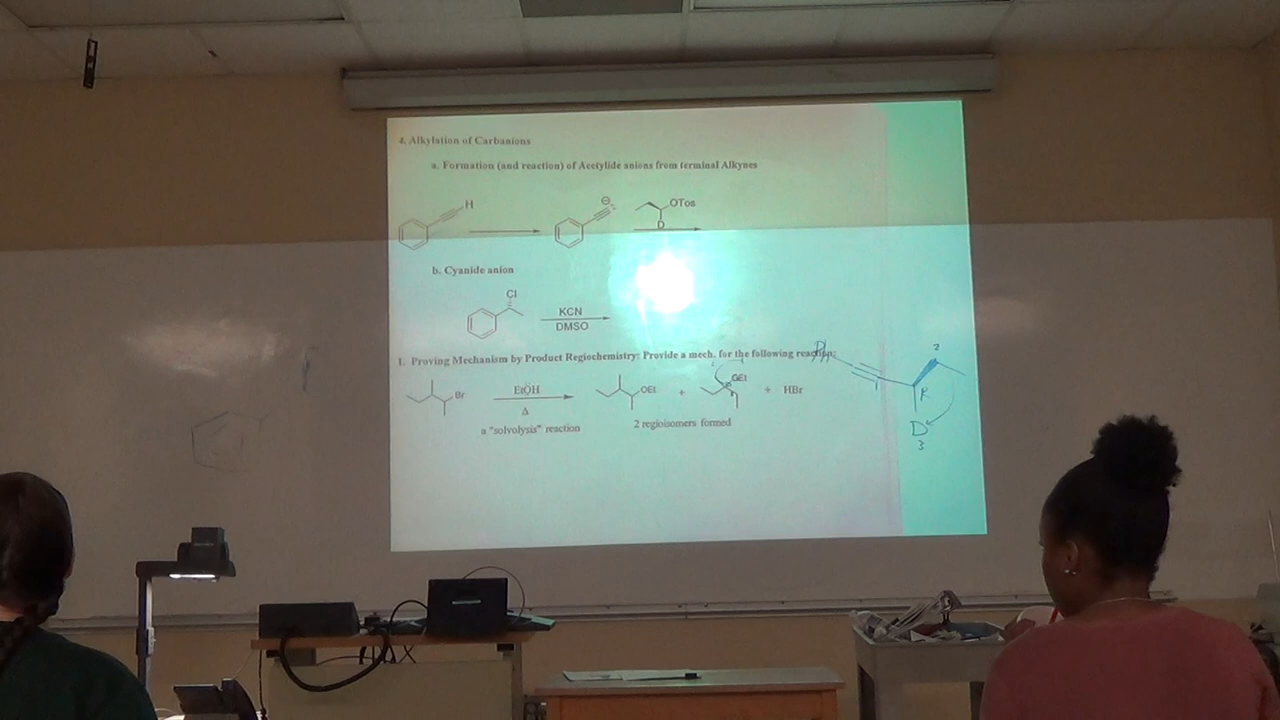 4. Alkylation of Carbanions
a. Formation (and reaction) of Acetylide anions from terminal Alkynes
H
OTos
D
b. Cyanide anion
Cl
KCN
DMSO
1. Proving Mechanism by Product Regiochemistry: Provide a mech. for the following reaction:
Ph
2
R
D
3
Br
EtOH
Δ
a "solvolysis" reaction
OEt
+
OEt
+ HBr
2 regioisomers formed